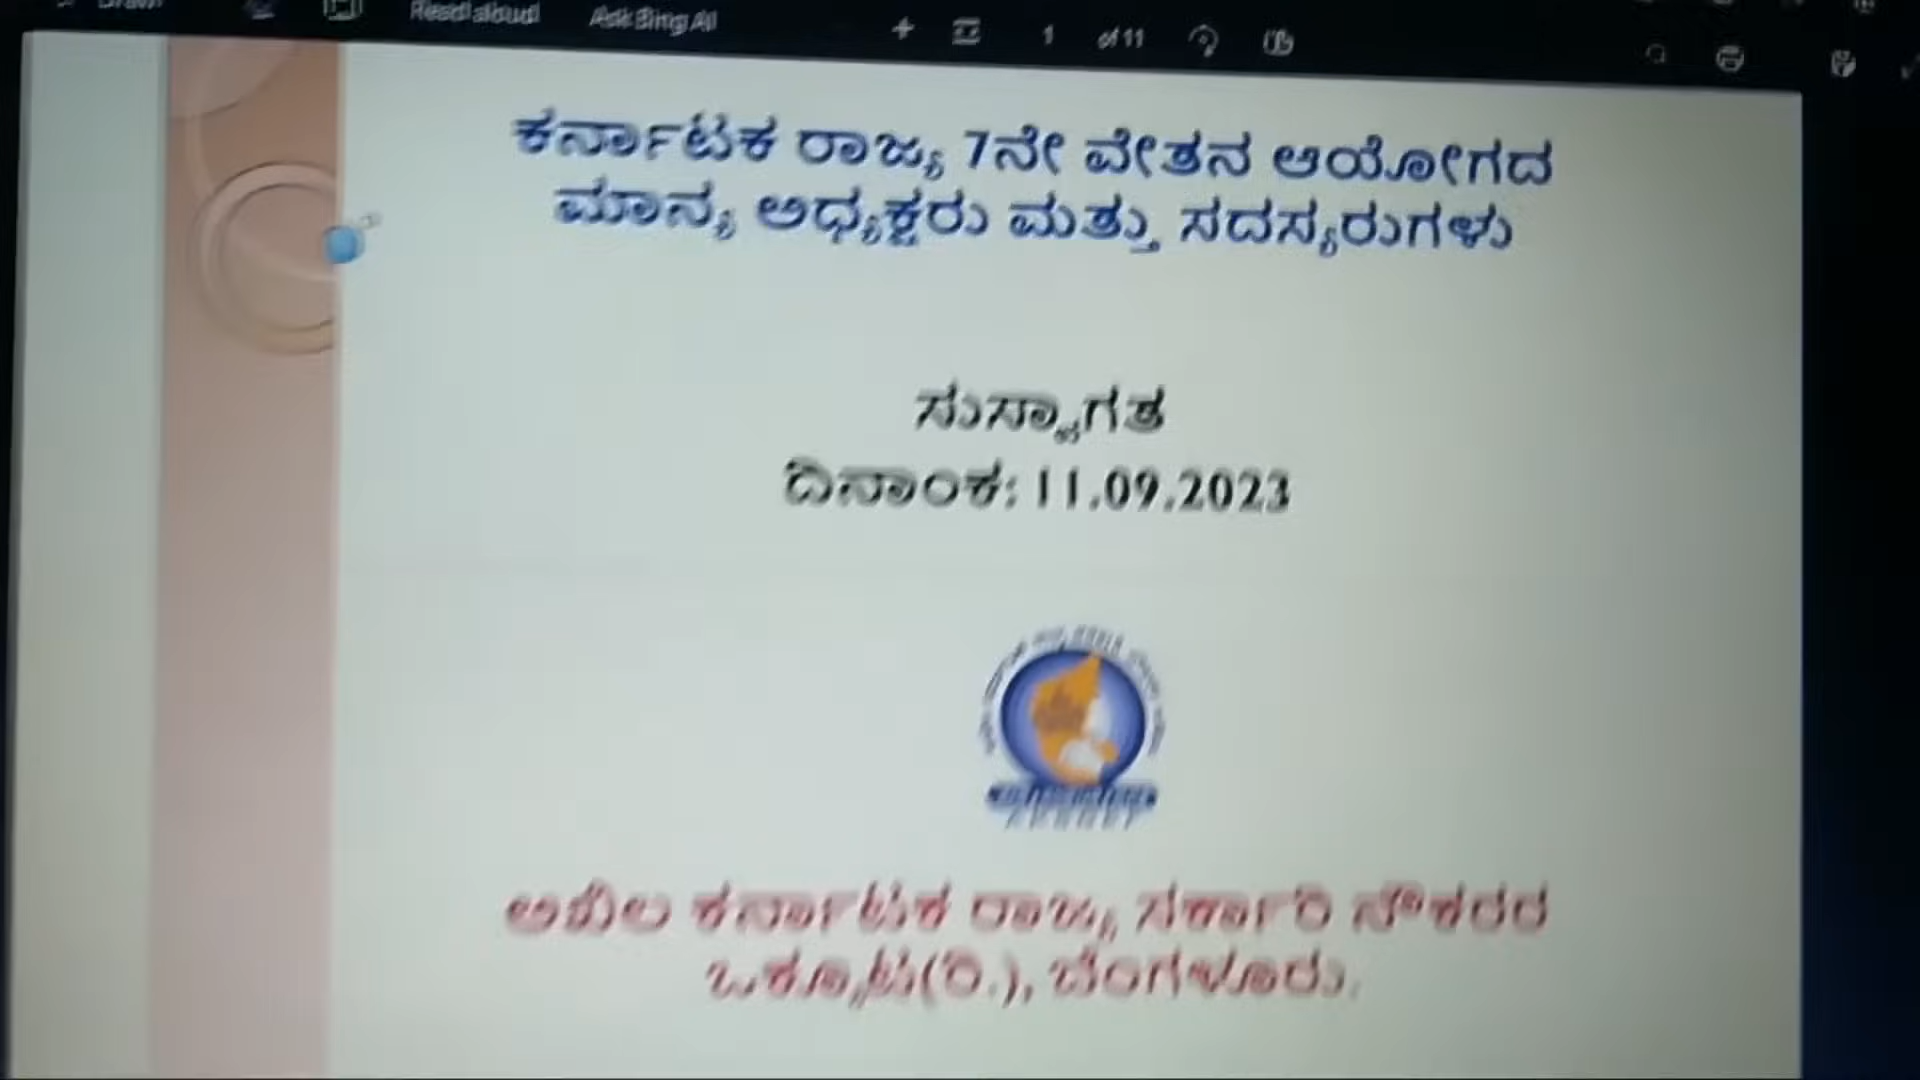 Draw
Read aloud Ask Bing AI
+ 1 of 11
ಕರ್ನಾಟಕ ರಾಜ್ಯ 7ನೇ ವೇತನ ಆಯೋಗದ
ಮಾನ್ಯ ಅಧ್ಯಕ್ಷರು ಮತ್ತು ಸದಸ್ಯರುಗಳು
ಸುಸ್ವಾಗತ
ದಿನಾಂಕ: 11.09.2023
ಅಖಿಲ ಕರ್ನಾಟಕ ರಾಜ್ಯ ಸರ್ಕಾರಿ ನೌಕರರ
ಒಕ್ಕೂಟ(ರಿ.), ಬೆಂಗಳೂರು.